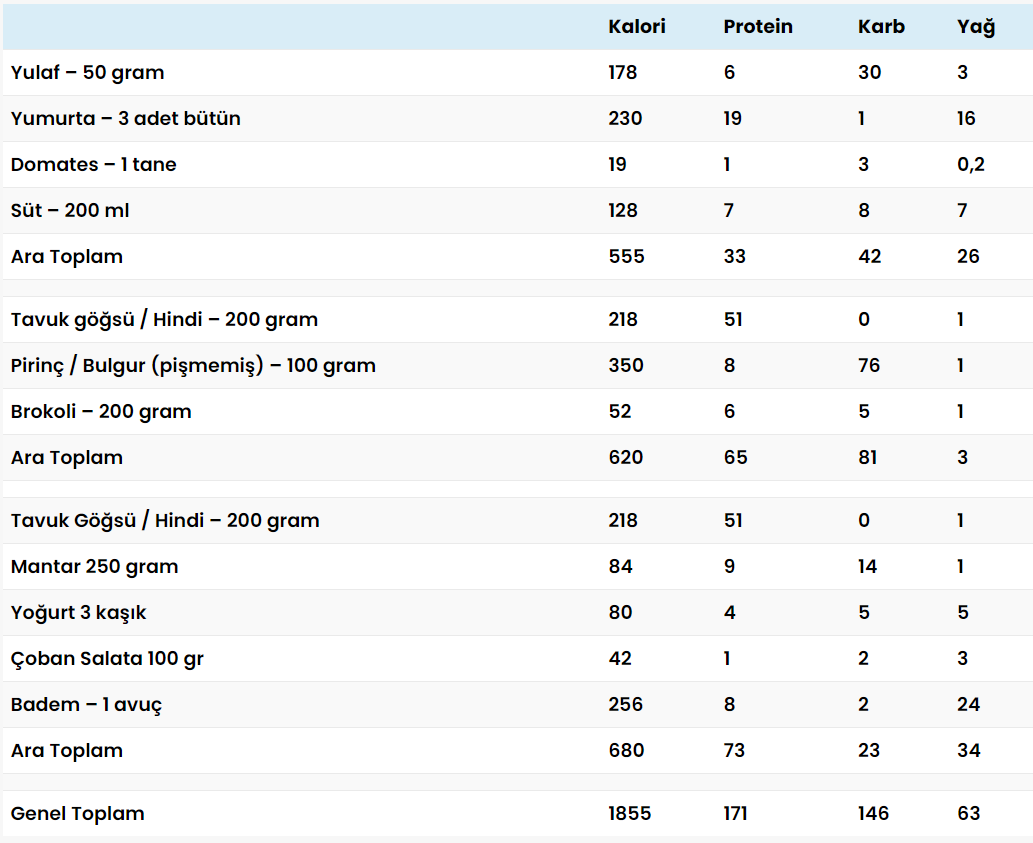 Kalori Protein Karb Yağ
Yulaf – 50 gram 178 6 30 3
Yumurta – 3 adet bütün 230 19 1 16
Domates – 1 tane 19 1 3 0,2
Süt – 200 ml 128 7 8 7
Ara Toplam 555 33 42 26
Tavuk göğsü / Hindi – 200 gram 218 51 0 1
Pirinç / Bulgur (pişmemiş) – 100 gram 350 8 76 1
Brokoli – 200 gram 52 6 5 1
Ara Toplam 620 65 81 3
Tavuk Göğsü / Hindi – 200 gram 218 51 0 1
Mantar 250 gram 84 9 14 1
Yoğurt 3 kaşık 80 4 5 5
Çoban Salata 100 gr 42 1 2 3
Badem – 1 avuç 256 8 2 24
Ara Toplam 680 73 23 34
Genel Toplam 1855 171 146 63